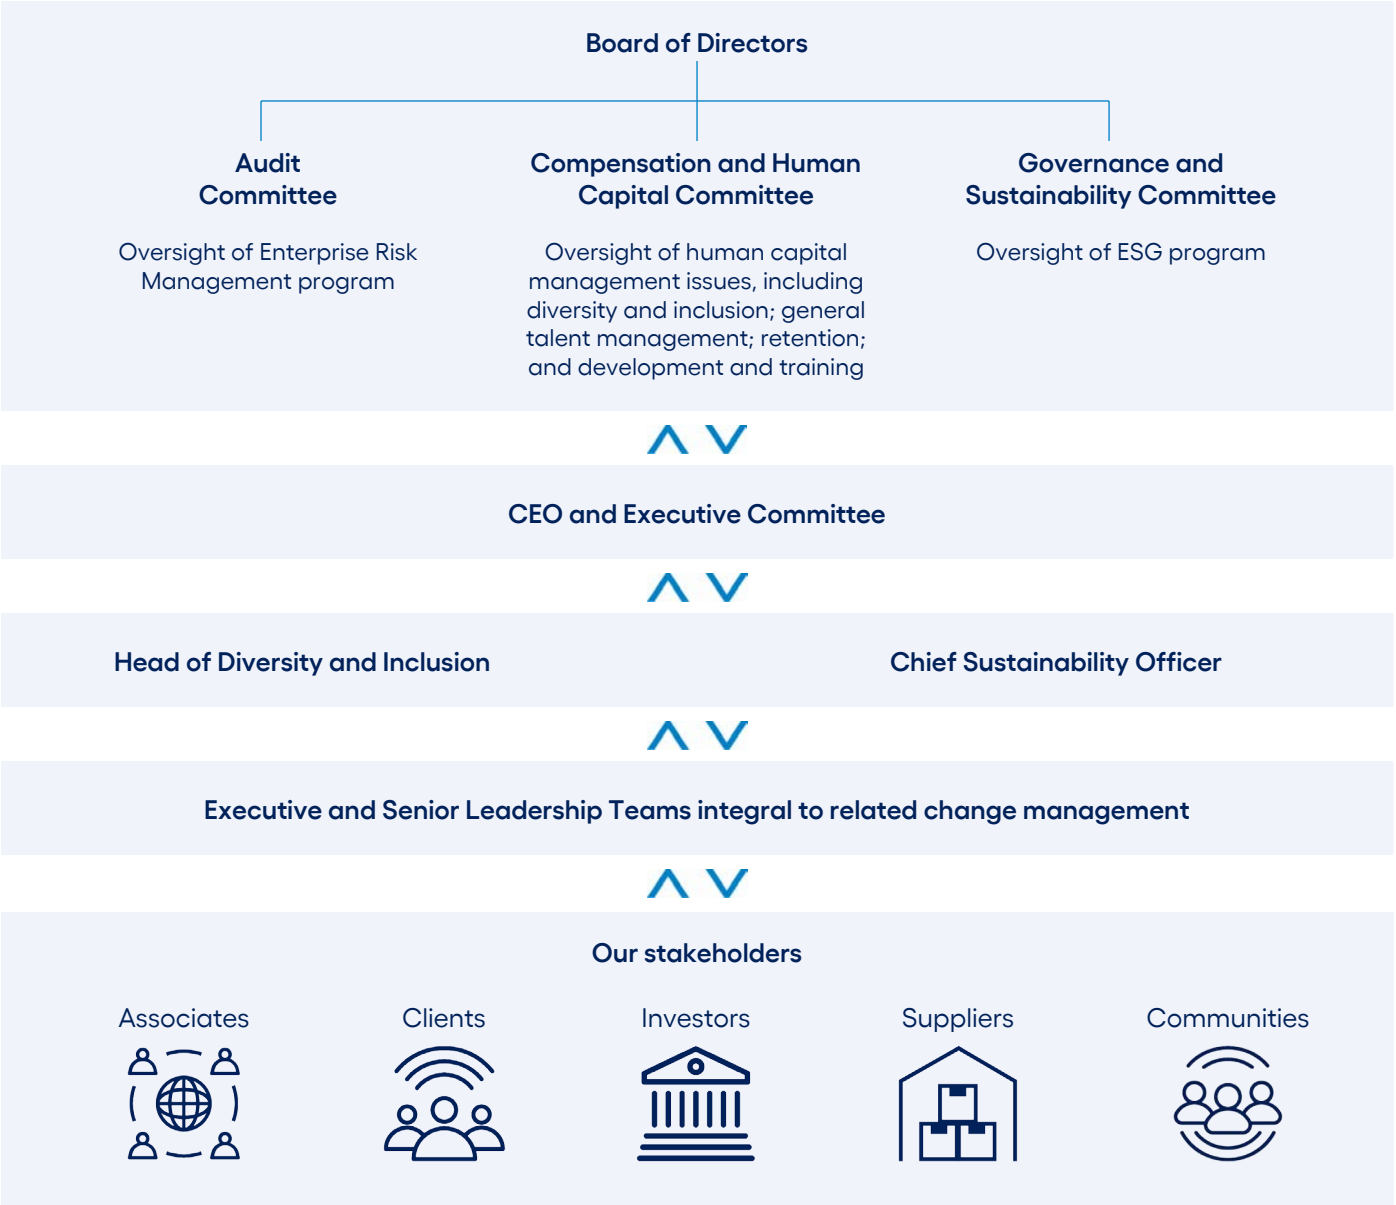 Board of Directors
Audit
Committee
Oversight of Enterprise Risk
Management program
Compensation and Human
Capital Committee
Oversight of human capital
management issues, including
diversity and inclusion; general
talent management; retention;
and development and training
Governance and
Sustainability Committee
Oversight of ESG program
CEO and Executive Committee
Head of Diversity and Inclusion
Chief Sustainability Officer
Executive and Senior Leadership Teams integral to related change management
Our stakeholders
Associates
Clients
Investors
Suppliers
Communities